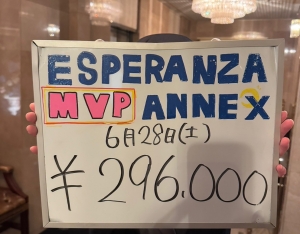 ESPERANZA
MVP ANNEX
6月28日(土)
¥296.000